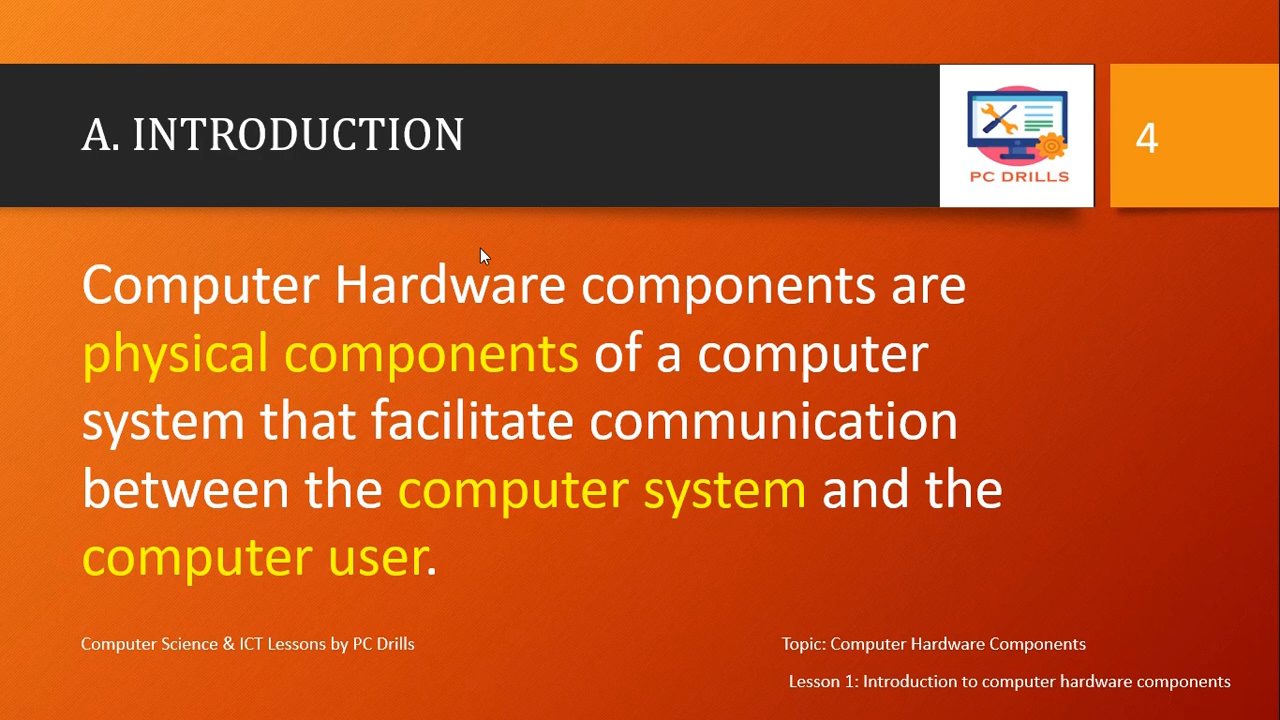 A. INTRODUCTION
PC DRILLS
4
Computer Hardware components are
physical components of a computer
system that facilitate communication
between the computer system and the
computer user.
Computer Science & ICT Lessons by PC Drills
Topic: Computer Hardware Components
Lesson 1: Introduction to computer hardware components